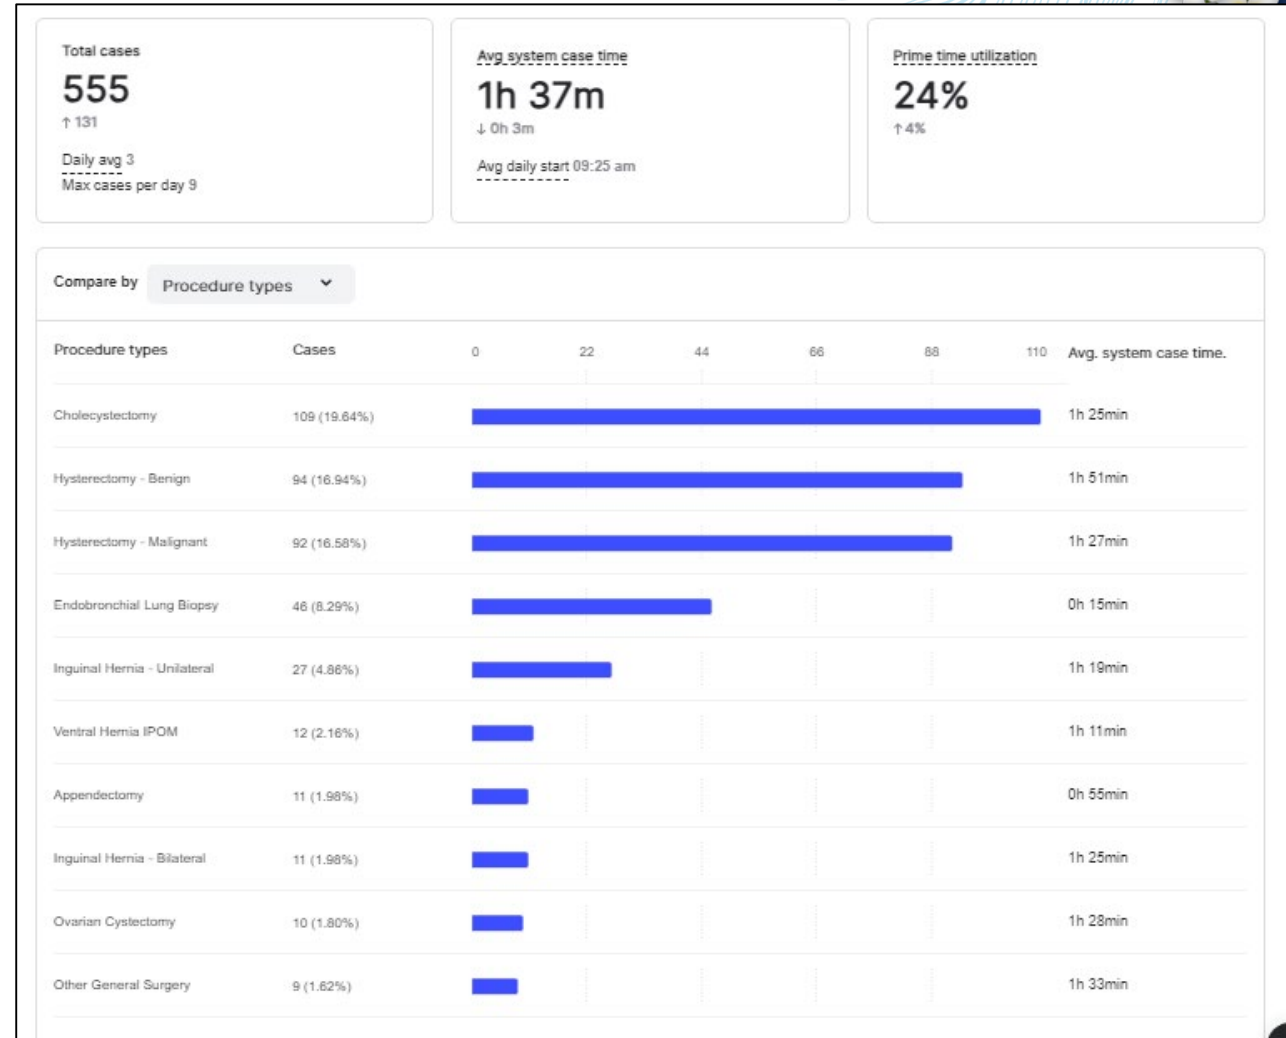 Total cases
555
↑ 131
Daily avg 3
Max cases per day 9
Avg system case time
1h 37m
↓ 0h 3m
Avg daily start 09:25 am
Prime time utilization
24%
↑ 4%
Compare by Procedure types
Procedure types Cases 0 22 44 66 88 110 Avg. system case time.
Cholecystectomy 109 (19.64%) 1h 25min
Hysterectomy - Benign 94 (16.94%) 1h 51min
Hysterectomy - Malignant 92 (16.58%) 1h 27min
Endobronchial Lung Biopsy 46 (8.29%) 0h 15min
Inguinal Hernia - Unilateral 27 (4.86%) 1h 19min
Ventral Hernia IPOM 12 (2.16%) 1h 11min
Appendectomy 11 (1.98%) 0h 55min
Inguinal Hernia - Bilateral 11 (1.98%) 1h 25min
Ovarian Cystectomy 10 (1.80%) 1h 28min
Other General Surgery 9 (1.62%) 1h 33min